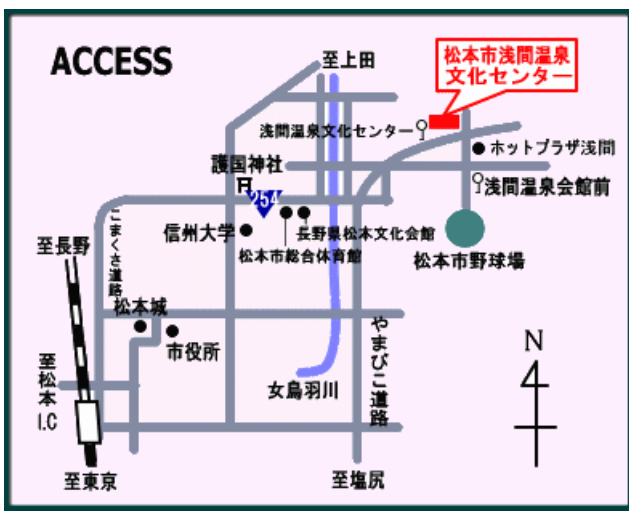 ACCESS
至上田
松本市浅間温泉
文化センター
浅間温泉文化センター
ホットプラザ浅間
護国神社
浅間温泉会館前
254
こまくさ道路
信州大学
長野県松本文化会館
松本市総合体育館
松本市野球場
至長野
松本城
市役所
やまびこ道路
N
至松本I.C
女鳥羽川
至東京
至塩尻